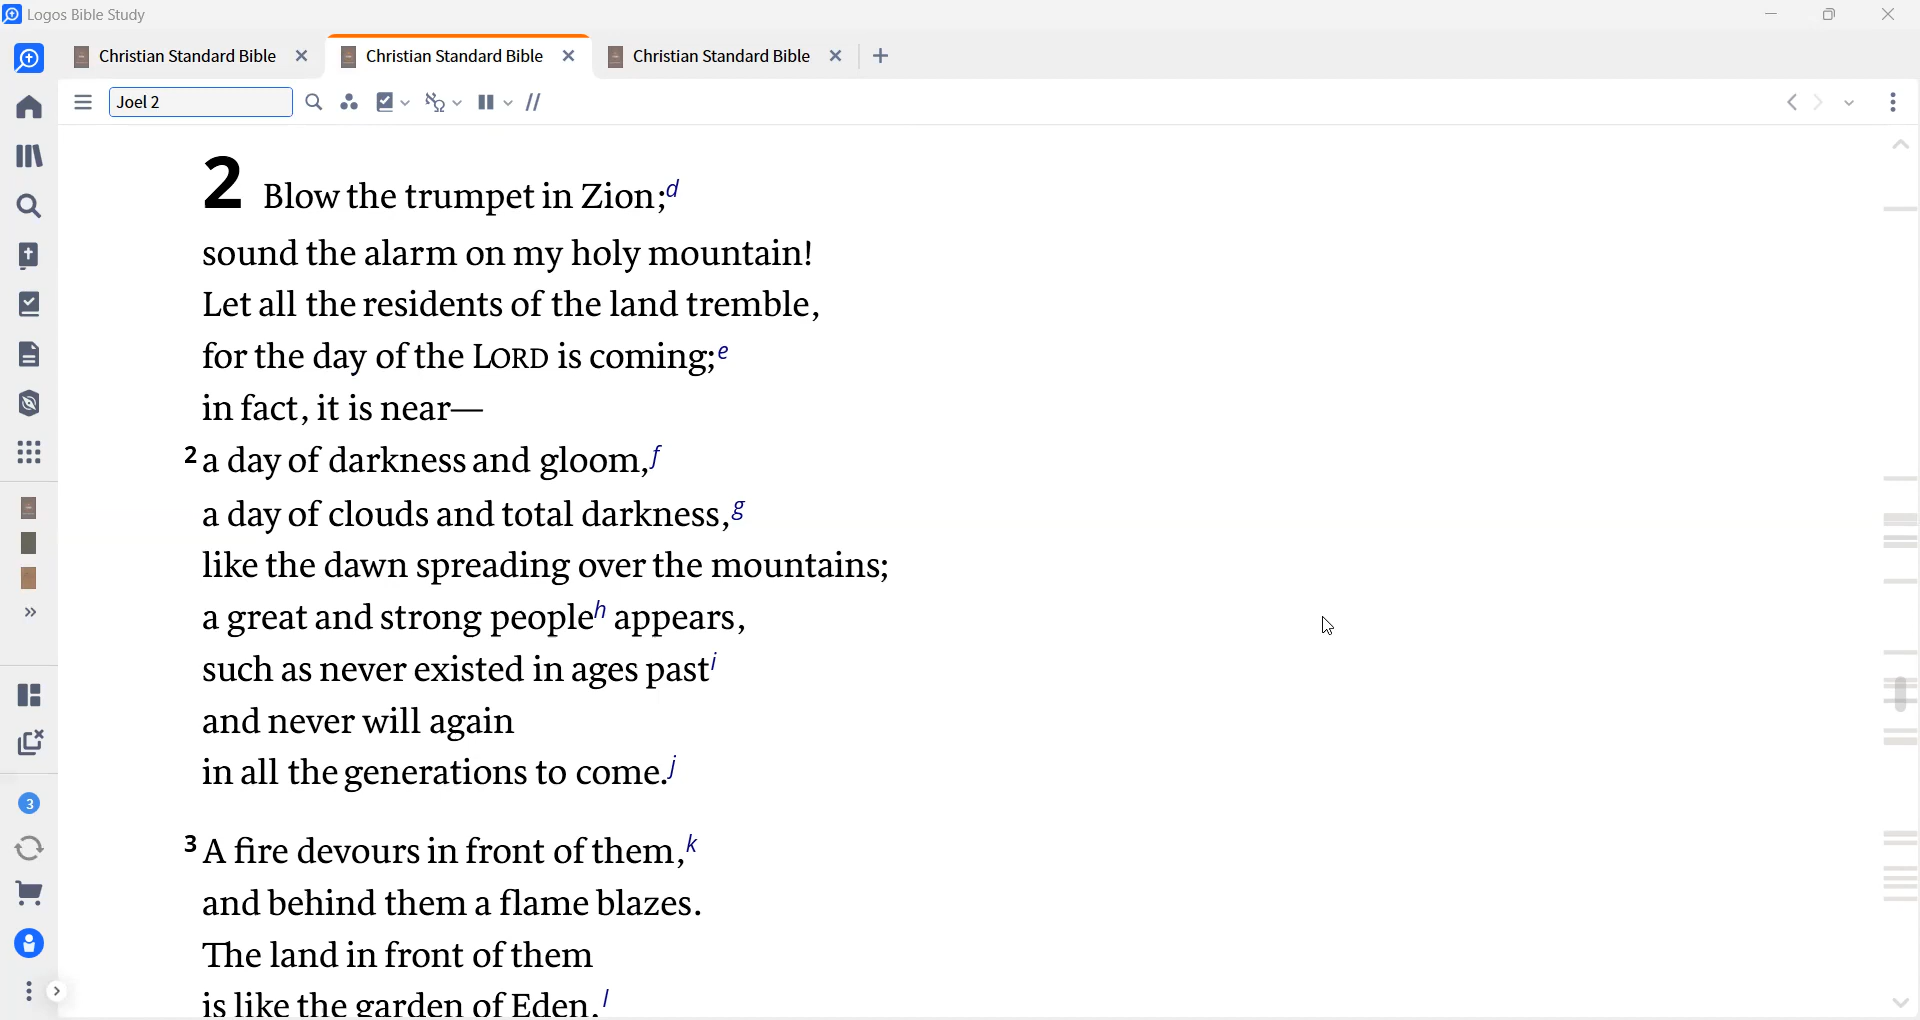 Logos Bible Study
Christian Standard Bible
Christian Standard Bible
Christian Standard Bible
Joel 2
2 Blow the trumpet in Zion;d
sound the alarm on my holy mountain!
Let all the residents of the land tremble,
for the day of the LORD is coming;e
in fact, it is near—
2 a day of darkness and gloom,f
a day of clouds and total darkness,g
like the dawn spreading over the mountains;
a great and strong peopleh appears,
such as never existed in ages pasti
and never will again
in all the generations to come.j
3 A fire devours in front of them,k
and behind them a flame blazes.
The land in front of them
is like the garden of Eden,l
3